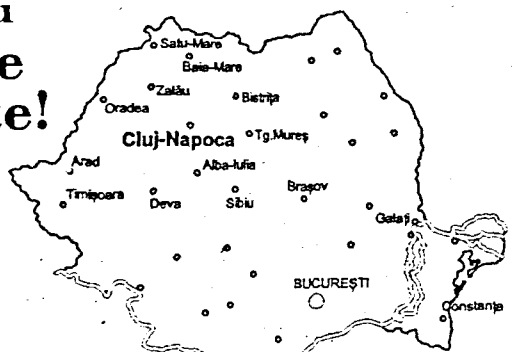 u
e
te!
Satu-Mare
Baia-Mare
Zalău
Bistrița
Oradea
Cluj-Napoca
Tg.Mureș
Arad
Alba-Iulia
Timișoara
Deva
Sibiu
Brașov
Galați
BUCUREȘTI
Constanța